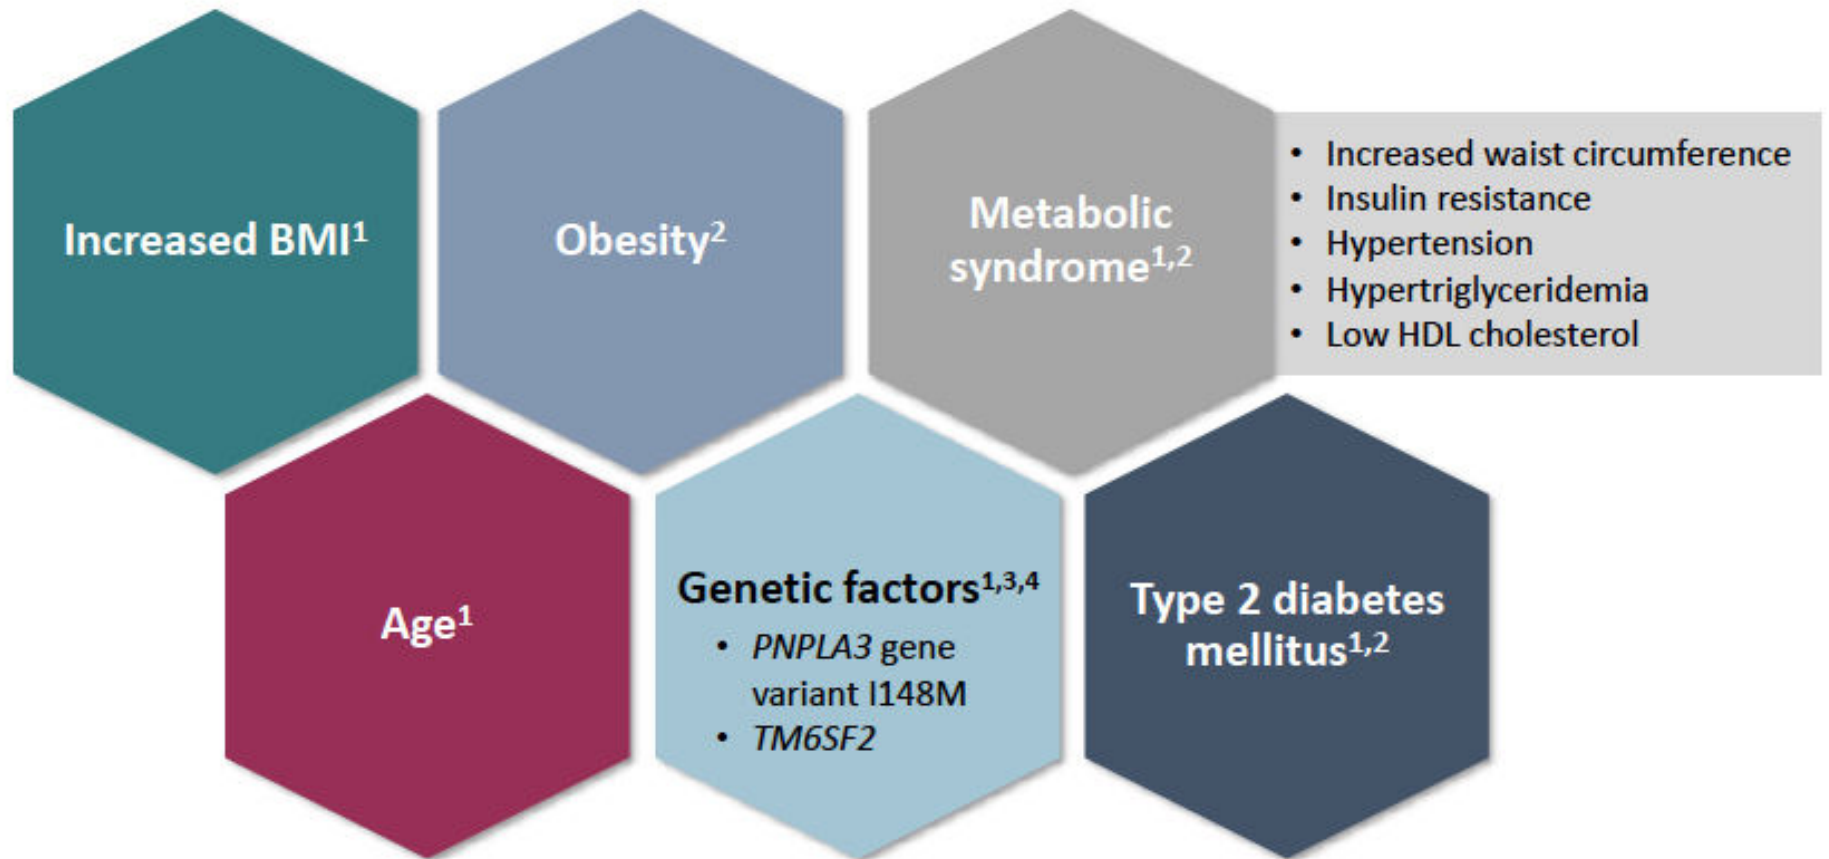 Increased BMI¹
Obesity²
Metabolic
syndrome¹,²
• Increased waist circumference
• Insulin resistance
• Hypertension
• Hypertriglyceridemia
• Low HDL cholesterol
Age¹
Genetic factors¹,³,⁴
• PNPLA3 gene
variant I148M
• TM6SF2
Type 2 diabetes
mellitus¹,²